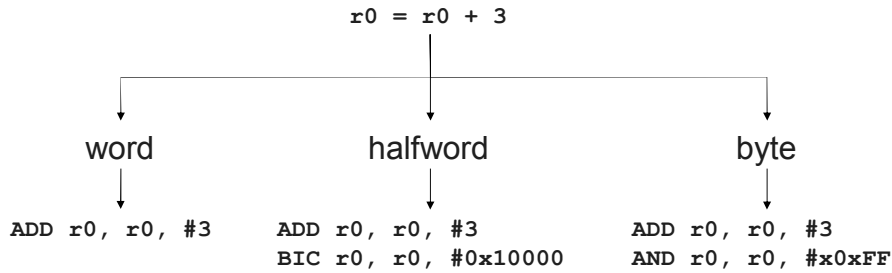 r0 = r0 + 3
word halfword byte
ADD r0, r0, #3 ADD r0, r0, #3 ADD r0, r0, #3
BIC r0, r0, #0x10000 AND r0, r0, #x0xFF